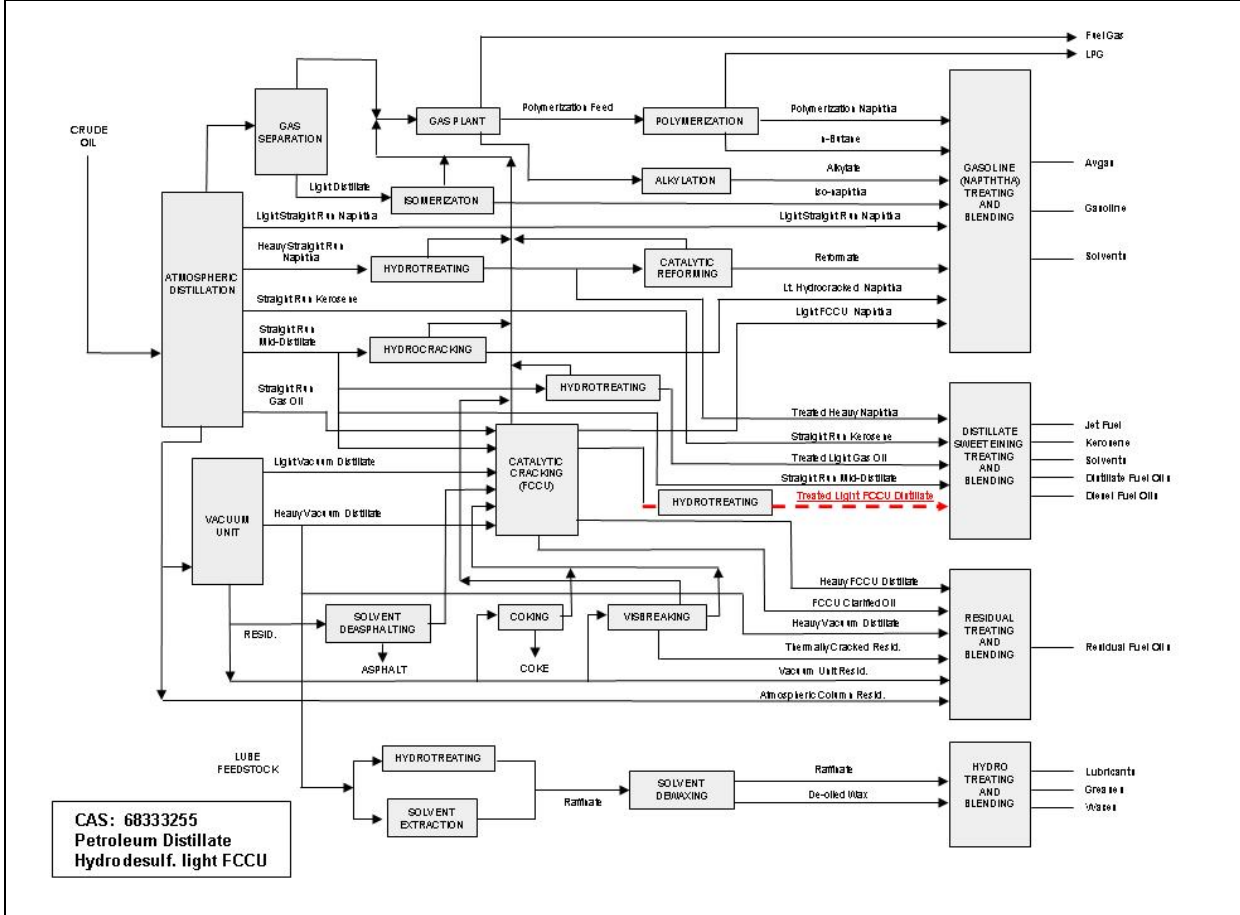 Fuel Gas
LPG
CRUDE
OIL
GAS
SEPARATION
GAS PLANT
Polymerization Feed
POLYMERIZATION
Polymerization Naphtha
n-Butane
Light Distillate
ISOMERIZATON
ALKYLATION
Alkylate
Iso-naphtha
GASOLINE
(NAPTHTHA)
TREATING
AND
BLENDING
Avgas
Gasoline
Solvents
Light Straight Run Naphtha
Light Straight Run Naphtha
Heavy Straight Run
Naphtha
ATMOSPHERIC
DISTILLATION
HYDROTREATING
CATALYTIC
REFORMING
Reformate
Lt. Hydrocracked Naphtha
Straight Run Kerosene
Light FCCU Naphtha
Straight Run
Mid-Distillate
HYDROCRACKING
HYDROTREATING
Straight Run
Gas Oil
Treated Heavy Naphtha
Straight Run Kerosene
Treated Light Gas Oil
Straight Run Mid-Distillate
DISTILLATE
SWEETEINING
TREATING
AND
BLENDING
Jet Fuel
Kerosene
Solvents
Distillate Fuel Oils
Diesel Fuel Oils
Light Vacuum Distillate
CATALYTIC
CRACKING
(FCCU)
HYDROTREATING
Treated Light FCCU Distillate
VACUUM
UNIT
Heavy Vacuum Distillate
Heavy FCCU Distillate
FCCU Clarified Oil
Heavy Vacuum Distillate
Thermally Cracked Resid.
Vacuum Unit Resid.
Atmospheric Column Resid.
RESIDUAL
TREATING
AND
BLENDING
Residual Fuel Oils
RESID.
SOLVENT
DEASPHALTING
ASPHALT
COKING
COKE
VISBREAKING
LUBE
FEEDSTOCK
HYDROTREATING
SOLVENT
EXTRACTION
Raffinate
SOLVENT
DEWAXING
Raffinate
De-oiled Wax
HYDRO
TREATING
AND
BLENDING
Lubricants
Greases
Waxes
CAS: 68333255
Petroleum Distillate
Hydrodesulf. light FCCU